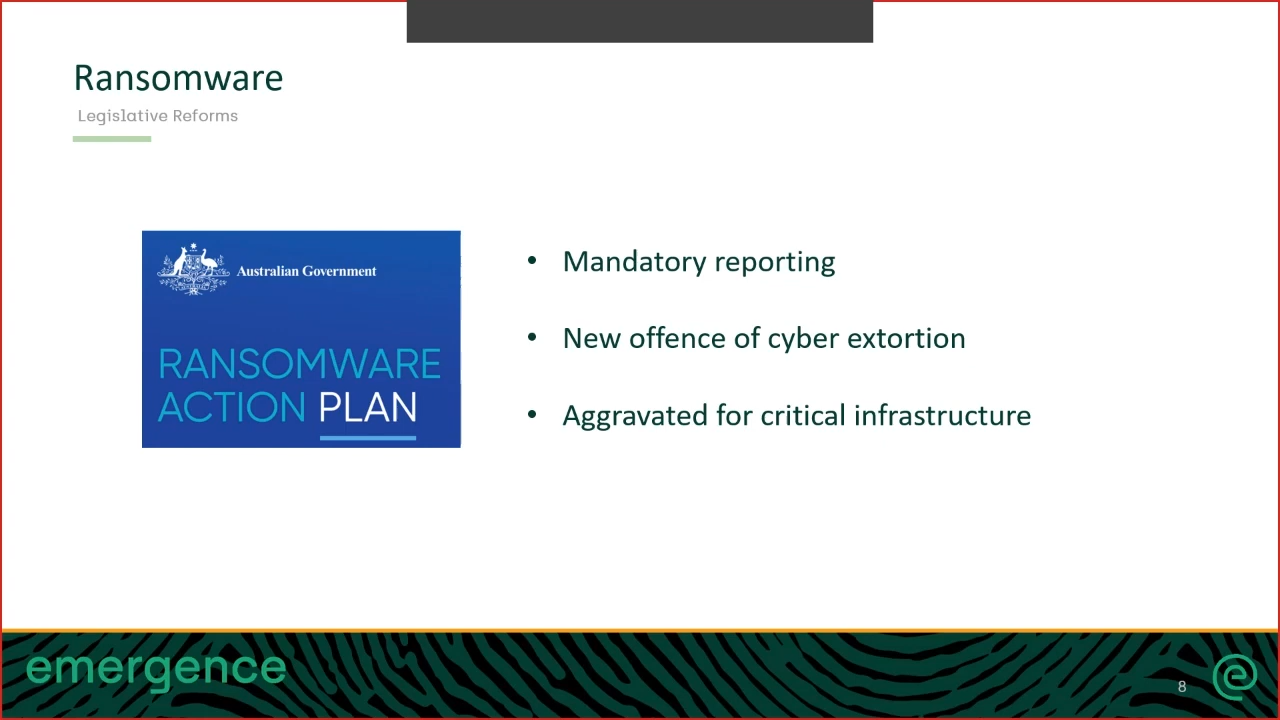 Ransomware
Legislative Reforms
Australian Government
RANSOMWARE
ACTION PLAN
• Mandatory reporting
• New offence of cyber extortion
• Aggravated for critical infrastructure
emergence
8
e